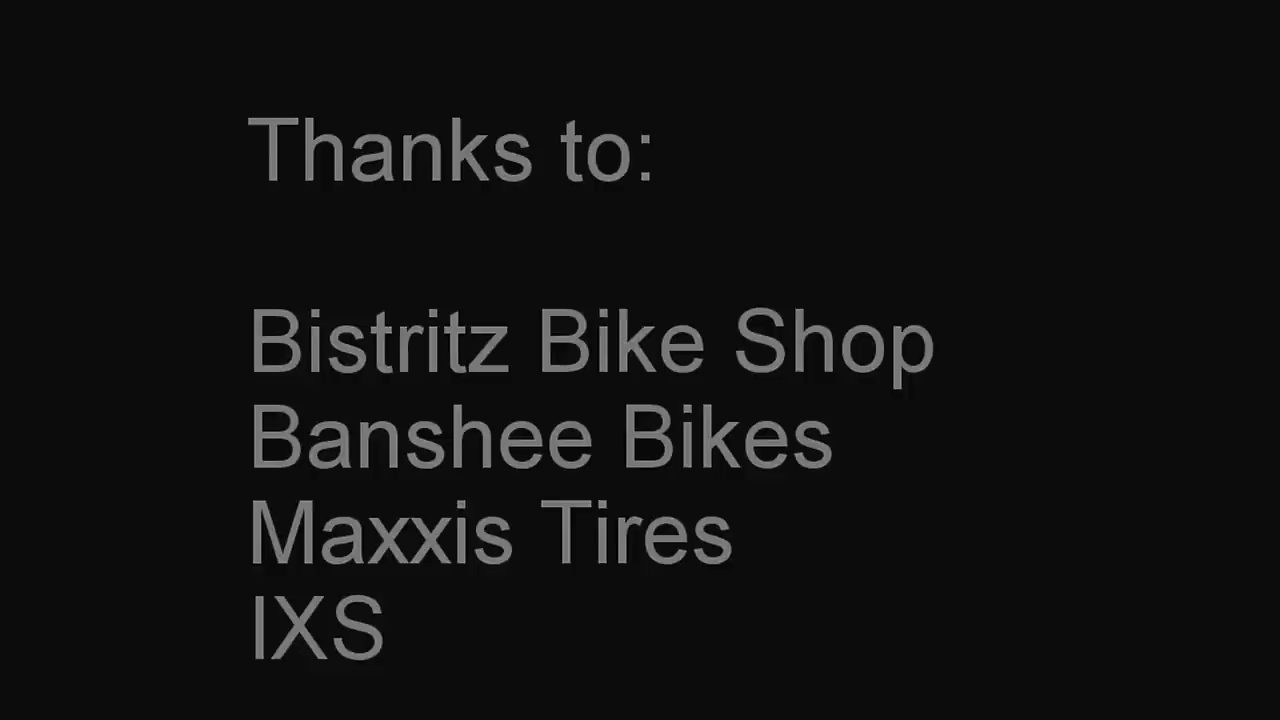 Thanks to:
Bistritz Bike Shop
Banshee Bikes
Maxxis Tires
IXS